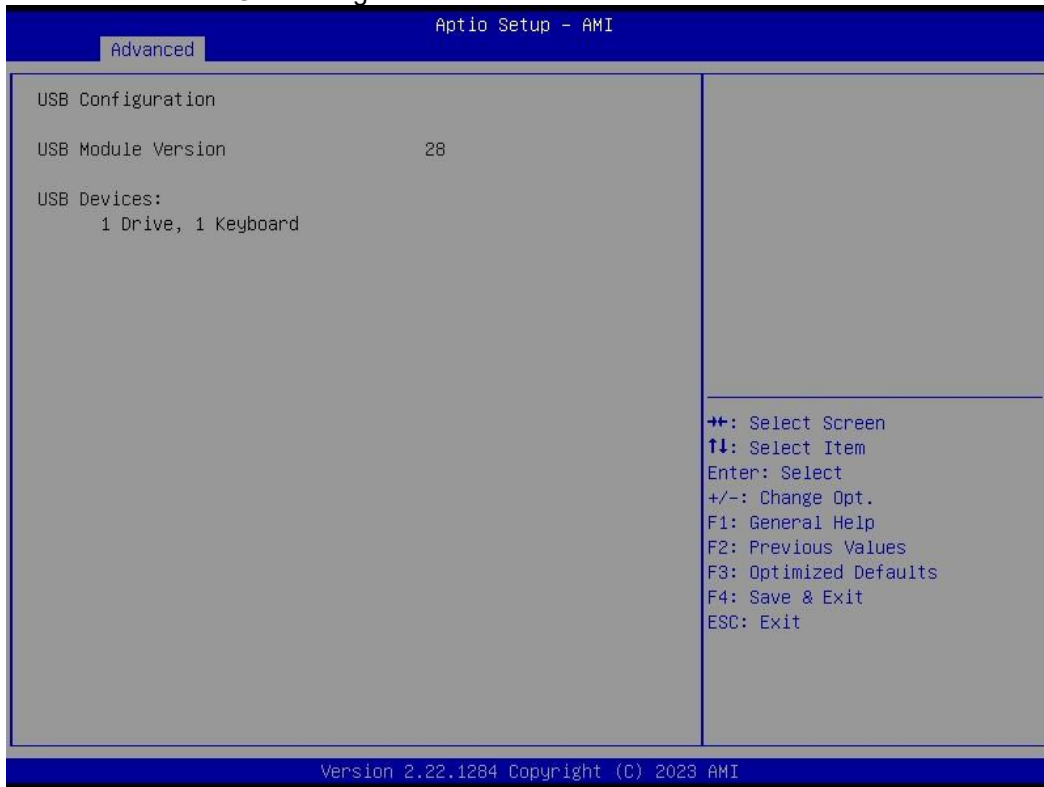 Aptio Setup - AMI
Advanced
USB Configuration
USB Module Version 28
USB Devices:
1 Drive, 1 Keyboard
→←: Select Screen
↑↓: Select Item
Enter: Select
+/-: Change Opt.
F1: General Help
F2: Previous Values
F3: Optimized Defaults
F4: Save & Exit
ESC: Exit
Version 2.22.1284 Copyright (C) 2023 AMI